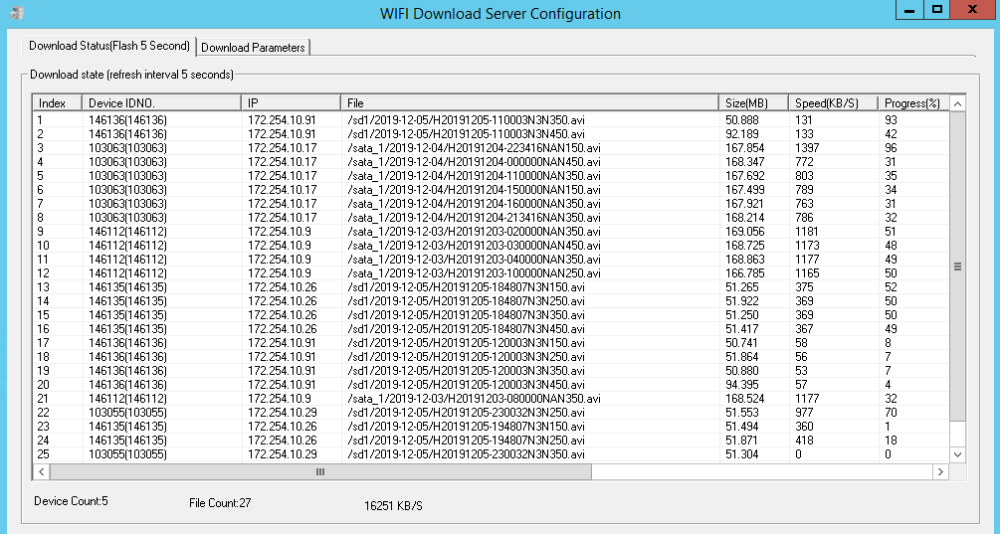 WIFI Download Server Configuration
Download Status(Flash 5 Second) Download Parameters
Download state (refresh interval 5 seconds)
Index Device IDNO. IP File Size(MB) Speed(KB/S) Progress(%)
1 146136(146136) 172.254.10.91 /sd1/2019-12-05/H20191205-110003N3N350.avi 50.888 131 93
2 146136(146136) 172.254.10.91 /sd1/2019-12-05/H20191205-110003N3N450.avi 92.189 133 42
3 103063(103063) 172.254.10.17 /sata_1/2019-12-04/H20191204-223416NAN150.avi 167.854 1397 96
4 103063(103063) 172.254.10.17 /sata_1/2019-12-04/H20191204-000000NAN450.avi 168.347 772 31
5 103063(103063) 172.254.10.17 /sata_1/2019-12-04/H20191204-110000NAN350.avi 167.692 803 35
6 103063(103063) 172.254.10.17 /sata_1/2019-12-04/H20191204-150000NAN150.avi 167.499 789 34
7 103063(103063) 172.254.10.17 /sata_1/2019-12-04/H20191204-160000NAN350.avi 167.921 763 31
8 103063(103063) 172.254.10.17 /sata_1/2019-12-04/H20191204-213416NAN350.avi 168.214 786 32
9 146112(146112) 172.254.10.9 /sata_1/2019-12-03/H20191203-020000NAN350.avi 169.056 1181 51
10 146112(146112) 172.254.10.9 /sata_1/2019-12-03/H20191203-030000NAN450.avi 168.725 1173 48
11 146112(146112) 172.254.10.9 /sata_1/2019-12-03/H20191203-040000NAN350.avi 168.863 1177 49
12 146112(146112) 172.254.10.9 /sata_1/2019-12-03/H20191203-100000NAN250.avi 166.785 1165 50
13 146135(146135) 172.254.10.26 /sd1/2019-12-05/H20191205-184807N3N150.avi 51.265 375 52
14 146135(146135) 172.254.10.26 /sd1/2019-12-05/H20191205-184807N3N250.avi 51.922 369 50
15 146135(146135) 172.254.10.26 /sd1/2019-12-05/H20191205-184807N3N350.avi 51.250 369 50
16 146135(146135) 172.254.10.26 /sd1/2019-12-05/H20191205-184807N3N450.avi 51.417 367 49
17 146136(146136) 172.254.10.91 /sd1/2019-12-05/H20191205-120003N3N150.avi 50.741 58 8
18 146136(146136) 172.254.10.91 /sd1/2019-12-05/H20191205-120003N3N250.avi 51.864 56 7
19 146136(146136) 172.254.10.91 /sd1/2019-12-05/H20191205-120003N3N350.avi 50.880 53 7
20 146136(146136) 172.254.10.91 /sd1/2019-12-05/H20191205-120003N3N450.avi 94.395 57 4
21 146112(146112) 172.254.10.9 /sata_1/2019-12-03/H20191203-080000NAN350.avi 168.524 1177 32
22 103055(103055) 172.254.10.29 /sd1/2019-12-05/H20191205-230032N3N250.avi 51.553 977 70
23 146135(146135) 172.254.10.26 /sd1/2019-12-05/H20191205-194807N3N150.avi 51.494 360 1
24 146135(146135) 172.254.10.26 /sd1/2019-12-05/H20191205-194807N3N250.avi 51.871 418 18
25 103055(103055) 172.254.10.29 /sd1/2019-12-05/H20191205-230032N3N350.avi 51.304 0 0
Device Count:5 File Count:27 16251 KB/S